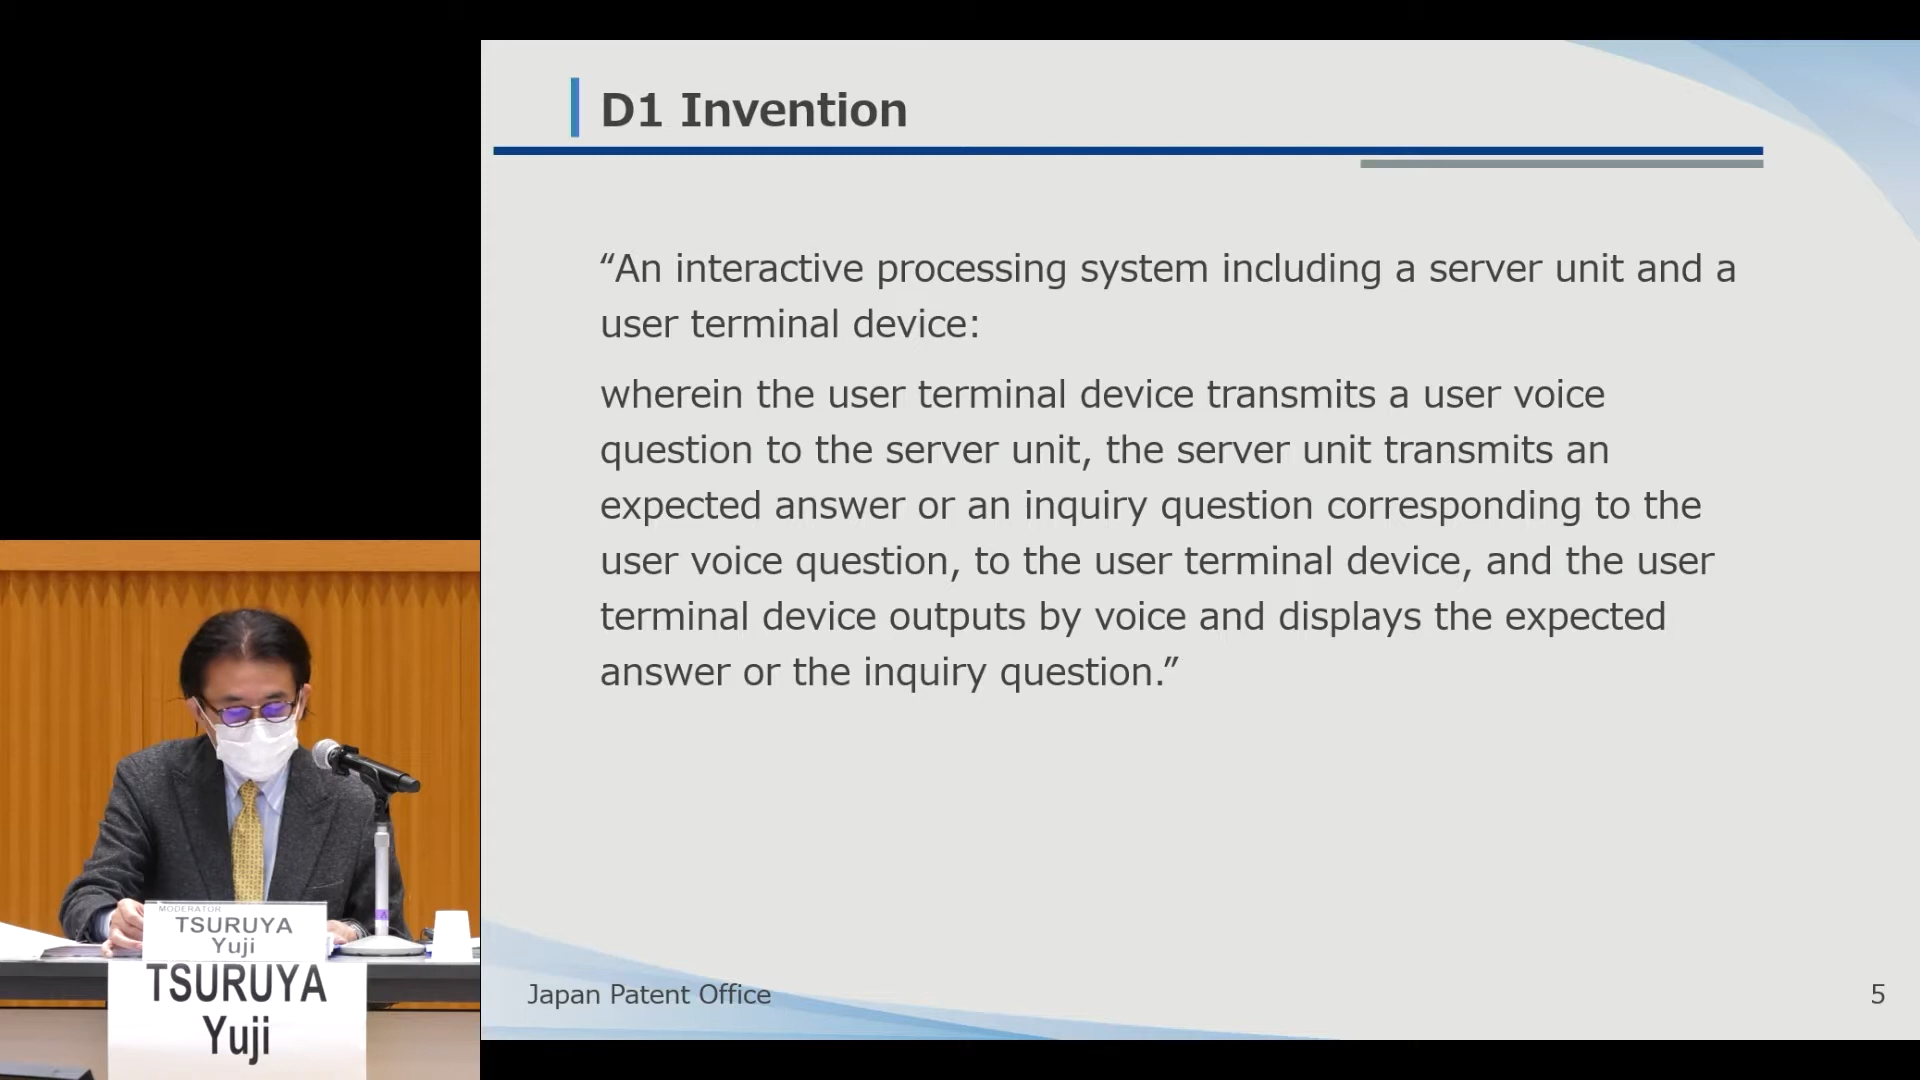 D1 Invention
“An interactive processing system including a server unit and a
user terminal device:
wherein the user terminal device transmits a user voice
question to the server unit, the server unit transmits an
expected answer or an inquiry question corresponding to the
user voice question, to the user terminal device, and the user
terminal device outputs by voice and displays the expected
answer or the inquiry question.”
Japan Patent Office
5
MODERATOR
TSURUYA
Yuji
TSURUYA
Yuji